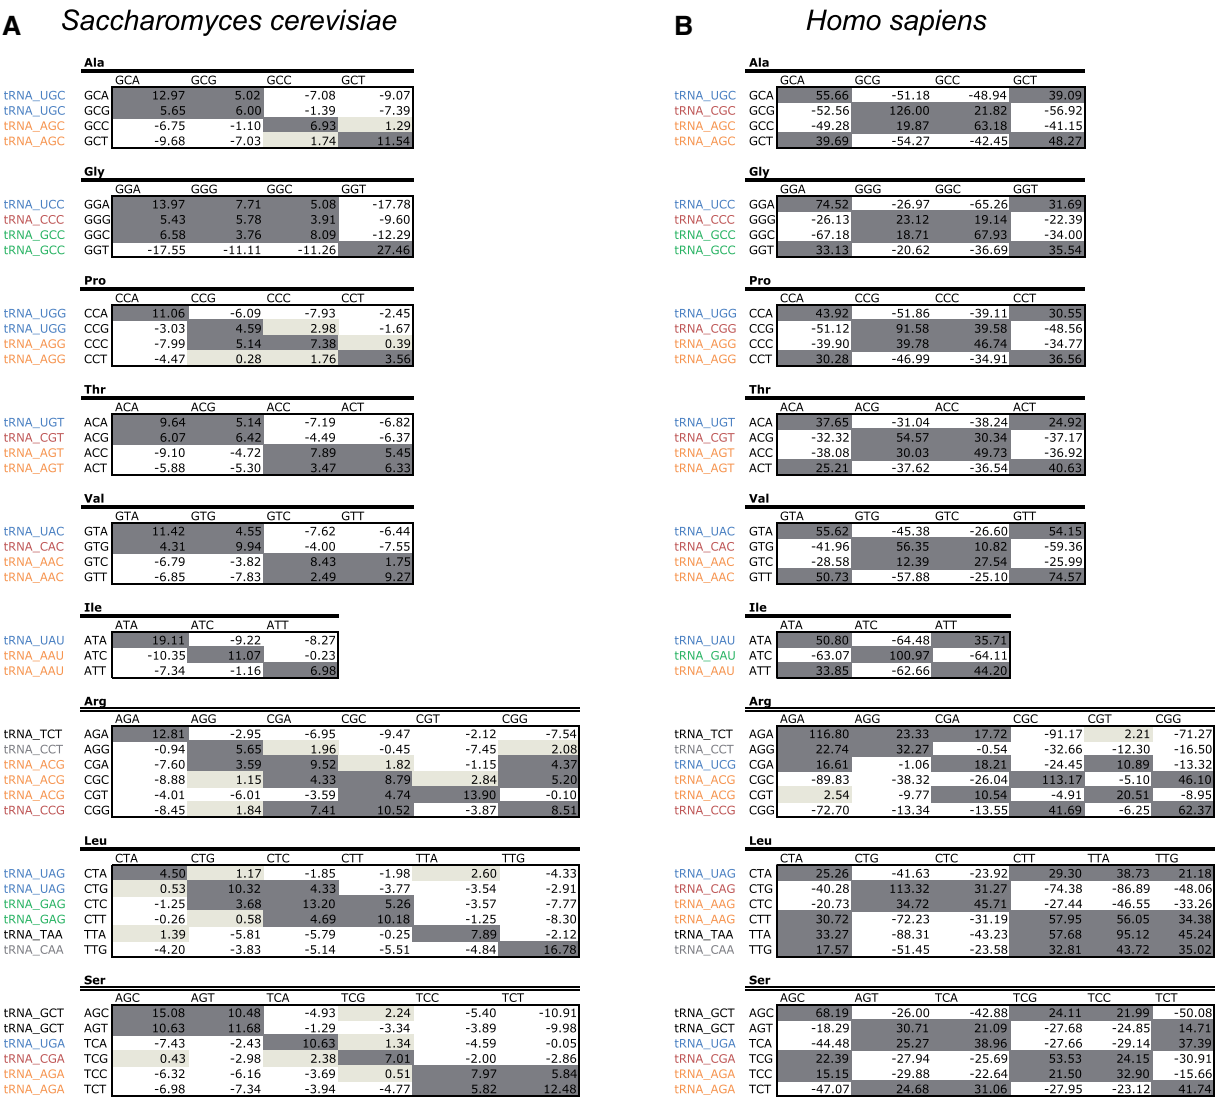 A Saccharomyces cerevisiae
Ala
GCA GCG GCC GCT
tRNA_UGC GCA 12.97 5.02 -7.08 -9.07
tRNA_UGC GCG 5.65 6.00 -1.39 -7.39
tRNA_AGC GCC -6.75 -1.10 6.93 1.29
tRNA_AGC GCT -9.68 -7.03 1.74 11.54
Gly
GGA GGG GGC GGT
tRNA_UCC GGA 13.97 7.71 5.08 -17.78
tRNA_CCC GGG 5.43 5.78 3.91 -9.60
tRNA_GCC GGC 6.58 3.76 8.09 -12.29
tRNA_GCC GGT -17.55 -11.11 -11.26 27.46
Pro
CCA CCG CCC CCT
tRNA_UGG CCA 11.06 -6.09 -7.93 -2.45
tRNA_UGG CCG -3.03 4.59 2.98 -1.67
tRNA_AGG CCC -7.99 5.14 7.38 0.39
tRNA_AGG CCT -4.47 0.28 1.76 3.56
Thr
ACA ACG ACC ACT
tRNA_UGT ACA 9.64 5.14 -7.19 -6.82
tRNA_CGT ACG 6.07 6.42 -4.49 -6.37
tRNA_AGT ACC -9.10 -4.72 7.89 5.45
tRNA_AGT ACT -5.88 -5.30 3.47 6.33
Val
GTA GTG GTC GTT
tRNA_UAC GTA 11.42 4.55 -7.62 -6.44
tRNA_CAC GTG 4.31 9.94 -4.00 -7.55
tRNA_AAC GTC -6.79 -3.82 8.43 1.75
tRNA_AAC GTT -6.85 -7.83 2.49 9.27
Ile
ATA ATC ATT
tRNA_UAU ATA 19.11 -9.22 -8.27
tRNA_AAU ATC -10.35 11.07 -0.23
tRNA_AAU ATT -7.34 -1.16 6.98
Arg
AGA AGG CGA CGC CGT CGG
tRNA_TCT AGA 12.81 -2.95 -6.95 -9.47 -2.12 -7.54
tRNA_CCT AGG -0.94 5.65 1.96 -0.45 -7.45 2.08
tRNA_ACG CGA -7.60 3.59 9.52 1.82 -1.15 4.37
tRNA_ACG CGC -8.88 1.15 4.33 8.79 2.84 5.20
tRNA_ACG CGT -4.01 -6.01 -3.59 4.74 13.90 -0.10
tRNA_CCG CGG -8.45 1.84 7.41 10.52 -3.87 8.51
Leu
CTA CTG CTC CTT TTA TTG
tRNA_UAG CTA 4.50 1.17 -1.85 -1.98 2.60 -4.33
tRNA_UAG CTG 0.53 10.32 4.33 -3.77 -3.54 -2.91
tRNA_GAG CTC -1.25 3.68 13.20 5.26 -3.57 -7.77
tRNA_GAG CTT -0.26 0.58 4.69 10.18 -1.25 -8.30
tRNA_TAA TTA 1.39 -5.81 -5.79 -0.25 7.89 -2.12
tRNA_CAA TTG -4.20 -3.83 -5.14 -5.51 -4.84 16.78
Ser
AGC AGT TCA TCG TCC TCT
tRNA_GCT AGC 15.08 10.48 -4.93 2.24 -5.40 -10.91
tRNA_GCT AGT 10.63 11.68 -1.29 -3.34 -3.89 -9.98
tRNA_UGA TCA -7.43 -2.43 10.63 1.34 -4.59 -0.05
tRNA_CGA TCG 0.43 -2.98 2.38 7.01 -2.00 -2.86
tRNA_AGA TCC -6.32 -6.16 -3.69 0.51 7.97 5.84
tRNA_AGA TCT -6.98 -7.34 -3.94 -4.77 5.82 12.48
B Homo sapiens
Ala
GCA GCG GCC GCT
tRNA_UGC GCA 55.66 -51.18 -48.94 39.09
tRNA_CGC GCG -52.56 126.00 21.82 -56.92
tRNA_AGC GCC -49.28 19.87 63.18 -41.15
tRNA_AGC GCT 39.69 -54.27 -42.45 48.27
Gly
GGA GGG GGC GGT
tRNA_UCC GGA 74.52 -26.97 -65.26 31.69
tRNA_CCC GGG -26.13 23.12 19.14 -22.39
tRNA_GCC GGC -67.18 18.71 67.93 -34.00
tRNA_GCC GGT 33.13 -20.62 -36.69 35.54
Pro
CCA CCG CCC CCT
tRNA_UGG CCA 43.92 -51.86 -39.11 30.55
tRNA_CGG CCG -51.12 91.58 39.58 -48.56
tRNA_AGG CCC -39.90 39.78 46.74 -34.77
tRNA_AGG CCT 30.28 -46.99 -34.91 36.56
Thr
ACA ACG ACC ACT
tRNA_UGT ACA 37.65 -31.04 -38.24 24.92
tRNA_CGT ACG -32.32 54.57 30.34 -37.17
tRNA_AGT ACC -38.08 30.03 49.73 -36.92
tRNA_AGT ACT 25.21 -37.62 -36.54 40.63
Val
GTA GTG GTC GTT
tRNA_UAC GTA 55.62 -45.38 -26.60 54.15
tRNA_CAC GTG -41.96 56.35 10.82 -59.36
tRNA_AAC GTC -28.58 12.39 27.54 -25.99
tRNA_AAC GTT 50.73 -57.88 -25.10 74.57
Ile
ATA ATC ATT
tRNA_UAU ATA 50.80 -64.48 35.71
tRNA_GAU ATC -63.07 100.97 -64.11
tRNA_AAU ATT 33.85 -62.66 44.20
Arg
AGA AGG CGA CGC CGT CGG
tRNA_TCT AGA 116.80 23.33 17.72 -91.17 2.21 -71.27
tRNA_CCT AGG 22.74 32.27 -0.54 -32.66 -12.30 -16.50
tRNA_UCG CGA 16.61 -1.06 18.21 -24.45 10.89 -13.32
tRNA_ACG CGC -89.83 -38.32 -26.04 113.17 -5.10 46.10
tRNA_ACG CGT 2.54 -9.77 10.54 -4.91 20.51 -8.95
tRNA_CCG CGG -72.70 -13.34 -13.55 41.69 -6.25 62.37
Leu
CTA CTG CTC CTT TTA TTG
tRNA_UAG CTA 25.26 -41.63 -23.92 29.30 38.73 21.18
tRNA_CAG CTG -40.28 113.32 31.27 -74.38 -86.89 -48.06
tRNA_AAG CTC -20.73 34.72 45.71 -27.44 -46.55 -33.26
tRNA_AAG CTT 30.72 -72.23 -31.19 57.95 56.05 34.38
tRNA_TAA TTA 33.27 -88.31 -43.23 57.68 95.12 45.24
tRNA_CAA TTG 17.57 -51.45 -23.58 32.81 43.72 35.02
Ser
AGC AGT TCA TCG TCC TCT
tRNA_GCT AGC 68.19 -26.00 -42.88 24.11 21.99 -50.08
tRNA_GCT AGT -18.29 30.71 21.09 -27.68 -24.85 14.71
tRNA_UGA TCA -44.48 25.27 38.96 -27.66 -29.14 37.39
tRNA_CGA TCG 22.39 -27.94 -25.69 53.53 24.15 -30.91
tRNA_AGA TCC 15.15 -29.88 -22.64 21.50 32.90 -15.66
tRNA_AGA TCT -47.07 24.68 31.06 -27.95 -23.12 41.74